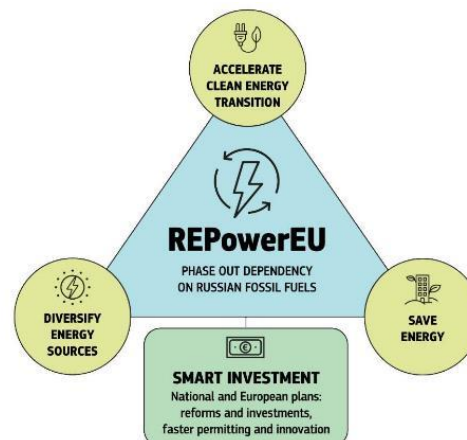 ACCELERATE
CLEAN ENERGY
TRANSITION
REPowerEU
PHASE OUT DEPENDENCY
ON RUSSIAN FOSSIL FUELS
DIVERSIFY
ENERGY
SOURCES
SAVE
ENERGY
€
SMART INVESTMENT
National and European plans:
reforms and investments,
faster permitting and innovation